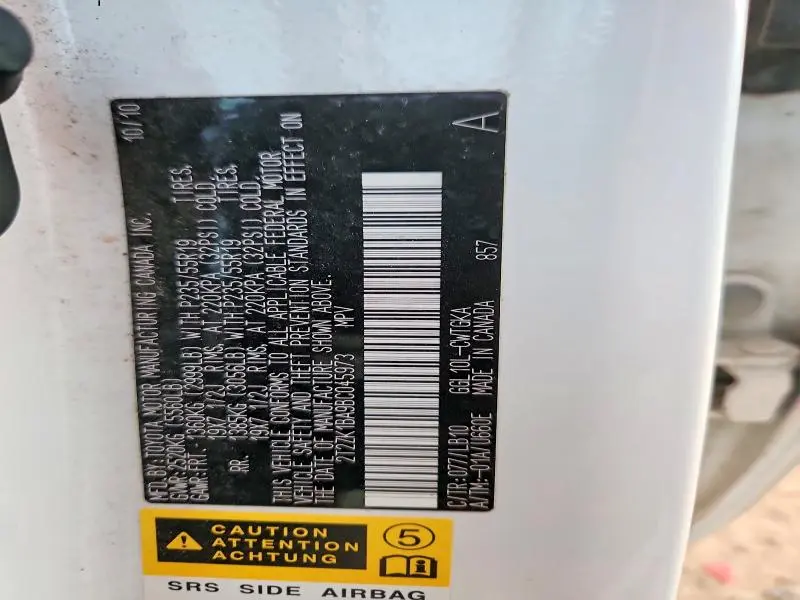 MFD.BY:TOYOTA MOTOR MANUFACTURING CANADA INC. 10/10
GVWR:2520KG (5560LB)
GAWR:FRT.-1360KG (2999LB) WITH P235/55R19 TIRES,
19X7 1/2J RIMS, AT 220KPA (32PSI) COLD.
RR. 1385KG (3056LB) WITH P235/55R19 TIRES,
19X7 1/2J RIMS, AT 220KPA (32PSI) COLD.
THIS VEHICLE CONFORMS TO ALL APPLICABLE FEDERAL MOTOR
VEHICLE SAFETY AND THEFT PREVENTION STANDARDS IN EFFECT ON
THE DATE OF MANUFACTURE SHOWN ABOVE.
2T2ZK1BA9BC045973 MPV
C/TR:077/LB10 GGL10L-CWTGKA 857
A/TM:-01A/U660E MADE IN CANADA A
CAUTION
ATTENTION
ACHTUNG
5
i
SRS SIDE AIRBAG